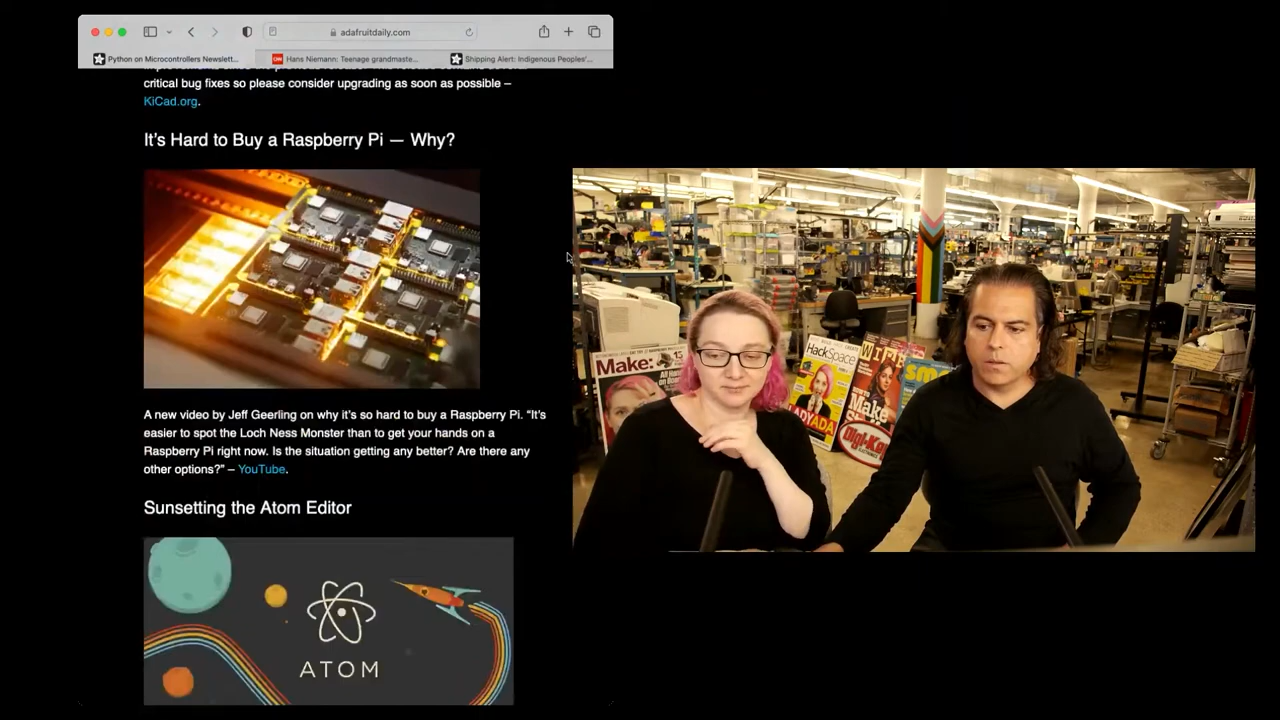 adafruitdaily.com
Python on Microcontrollers Newslett...
Hans Niemann: Teenage grandmaste...
Shipping Alert: Indigenous Peoples'...
critical bug fixes so please consider upgrading as soon as possible –
KiCad.org.
It's Hard to Buy a Raspberry Pi — Why?
A new video by Jeff Geerling on why it's so hard to buy a Raspberry Pi. "It's
easier to spot the Loch Ness Monster than to get your hands on a
Raspberry Pi right now. Is the situation getting any better? Are there any
other options?" – YouTube.
Sunsetting the Atom Editor
ATOM
Make:
HackSpace
LADYADA
Digi-Key